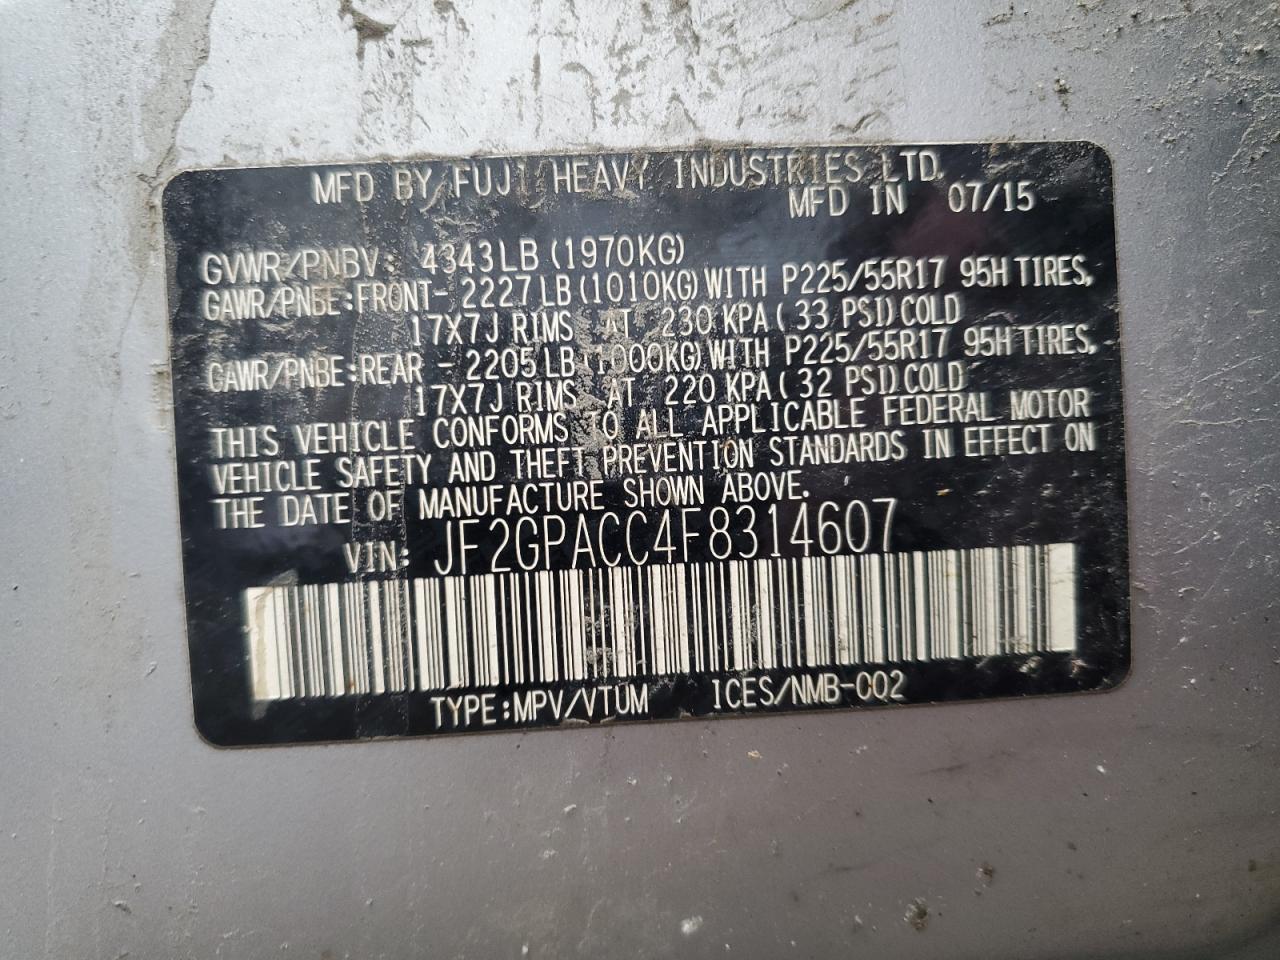 MFD BY FUJI HEAVY INDUSTRIES LTD.
MFD IN 07/15
GVWR/PNBV: 4343LB (1970KG)
GAWR/PNBE:FRONT- 2227 LB (1010KG) WITH P225/55R17 95H TIRES,
17X7J RIMS AT 230 KPA ( 33 PSI) COLD
GAWR/PNBE:REAR - 2205 LB (1000KG) WITH P225/55R17 95H TIRES,
17X7J RIMS AT 220 KPA ( 32 PSI) COLD
THIS VEHICLE CONFORMS TO ALL APPLICABLE FEDERAL MOTOR
VEHICLE SAFETY AND THEFT PREVENTION STANDARDS IN EFFECT ON
THE DATE OF MANUFACTURE SHOWN ABOVE.
VIN: JF2GPACC4F8314607
TYPE:MPV/VTUM ICES/NMB-002